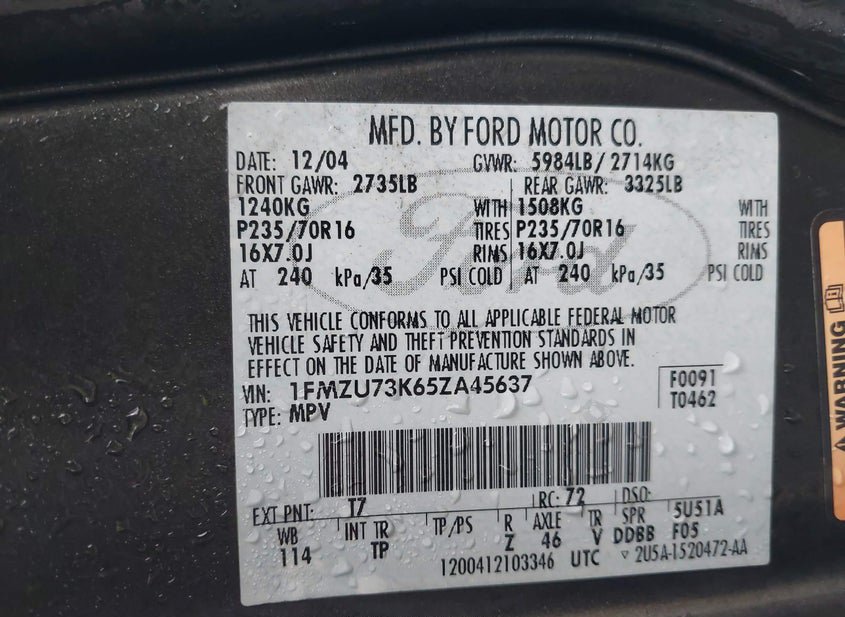 MFD. BY FORD MOTOR CO.
DATE: 12/04 GVWR: 5984LB/2714KG
FRONT GAWR: 2735LB REAR GAWR: 3325LB
1240KG WITH 1508KG WITH
P235/70R16 TIRES P235/70R16 TIRES
16X7.0J RIMS 16X7.0J RIMS
AT 240 kPa/35 PSI COLD AT 240 kPa/35 PSI COLD
Ford
THIS VEHICLE CONFORMS TO ALL APPLICABLE FEDERAL MOTOR
VEHICLE SAFETY AND THEFT PREVENTION STANDARDS IN
EFFECT ON THE DATE OF MANUFACTURE SHOWN ABOVE.
VIN: 1FMZU73K65ZA45637 F0091
TYPE: MPV T0462
EXT PNT: T7 RC: 72 DSO:
WB INT TR TP/PS R AXLE TR SPR 5U51A
114 TP Z 46 V DDBB F05
1200412103346 UTC ▽ 2U5A-1520472-AA
WARNING